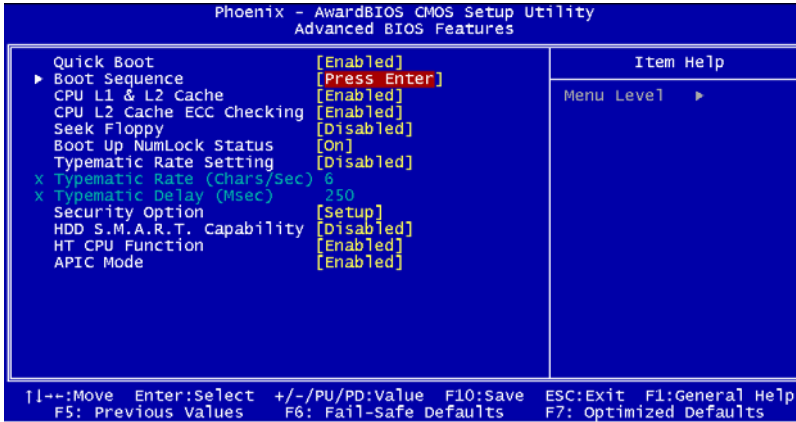 Phoenix - AwardBIOS CMOS Setup Utility
Advanced BIOS Features
Quick Boot [Enabled]
▶ Boot Sequence [Press Enter]
CPU L1 & L2 Cache [Enabled]
CPU L2 Cache ECC Checking [Enabled]
Seek Floppy [Disabled]
Boot Up NumLock Status [On]
Typematic Rate Setting [Disabled]
x Typematic Rate (Chars/Sec) 6
x Typematic Delay (Msec) 250
Security Option [Setup]
HDD S.M.A.R.T. Capability [Disabled]
HT CPU Function [Enabled]
APIC Mode [Enabled]
Item Help
Menu Level ▶
↑↓→←:Move Enter:Select +/-/PU/PD:Value F10:Save ESC:Exit F1:General Help
F5: Previous Values F6: Fail-Safe Defaults F7: Optimized Defaults